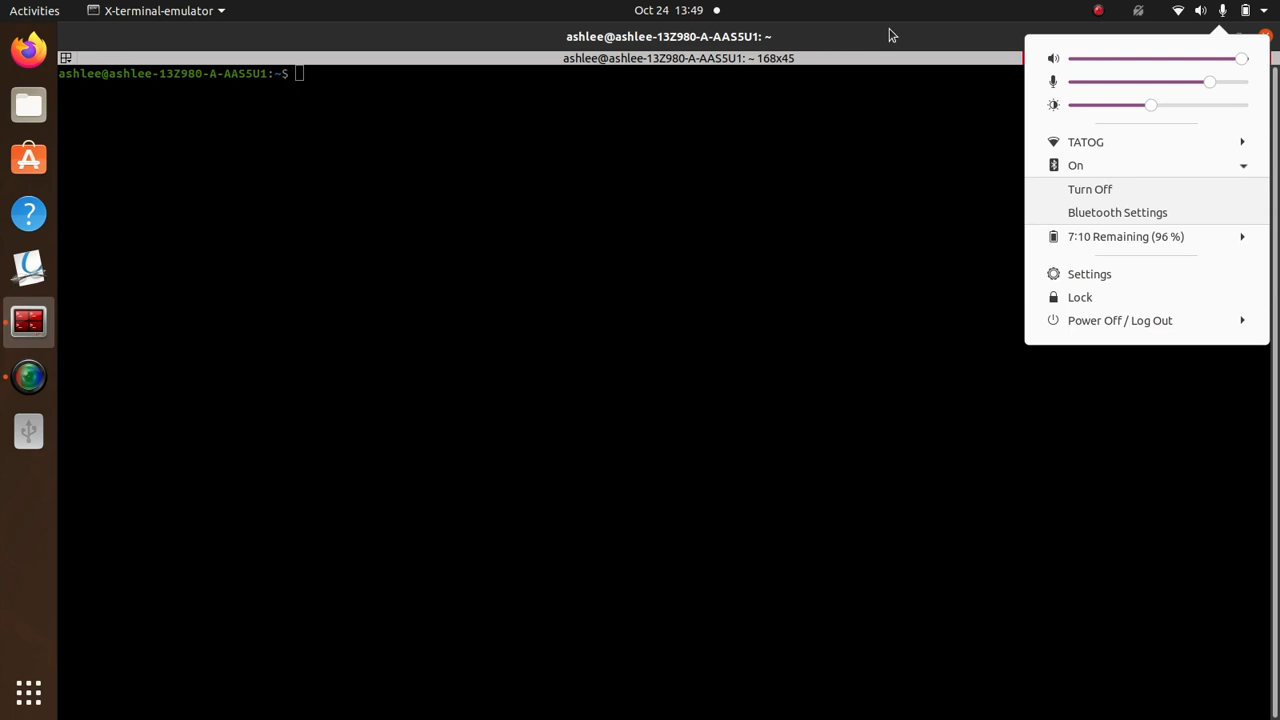 Activities
X-terminal-emulator
Oct 24 13:49
ashlee@ashlee-13Z980-A-AAS5U1: ~
ashlee@ashlee-13Z980-A-AAS5U1: ~ 168x45
ashlee@ashlee-13Z980-A-AAS5U1:~$
TATOG
On
Turn Off
Bluetooth Settings
7:10 Remaining (96 %)
Settings
Lock
Power Off / Log Out